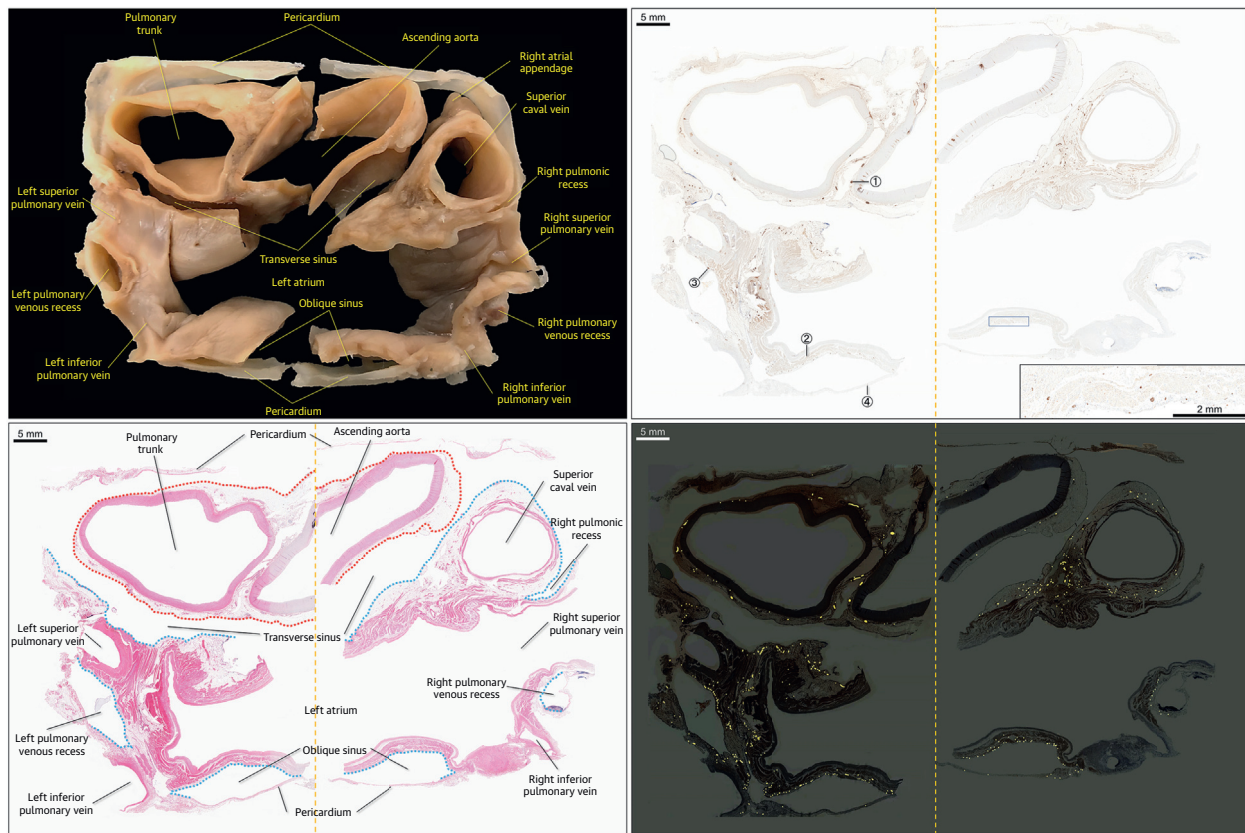 Pulmonary
trunk
Pericardium
Ascending aorta
Right atrial
appendage
Superior
caval vein
Right pulmonic
recess
Right superior
pulmonary vein
Left superior
pulmonary vein
Transverse sinus
Left atrium
Left pulmonary
venous recess
Oblique sinus
Right pulmonary
venous recess
Left inferior
pulmonary vein
Right inferior
pulmonary vein
Pericardium
5 mm
①
③
②
④
2 mm
5 mm
Pulmonary
trunk
Pericardium
Ascending aorta
Superior
caval vein
Right pulmonic
recess
Left superior
pulmonary vein
Transverse sinus
Right superior
pulmonary vein
Right pulmonary
venous recess
Left atrium
Left pulmonary
venous recess
Oblique sinus
Left inferior
pulmonary vein
Right inferior
pulmonary vein
Pericardium
5 mm